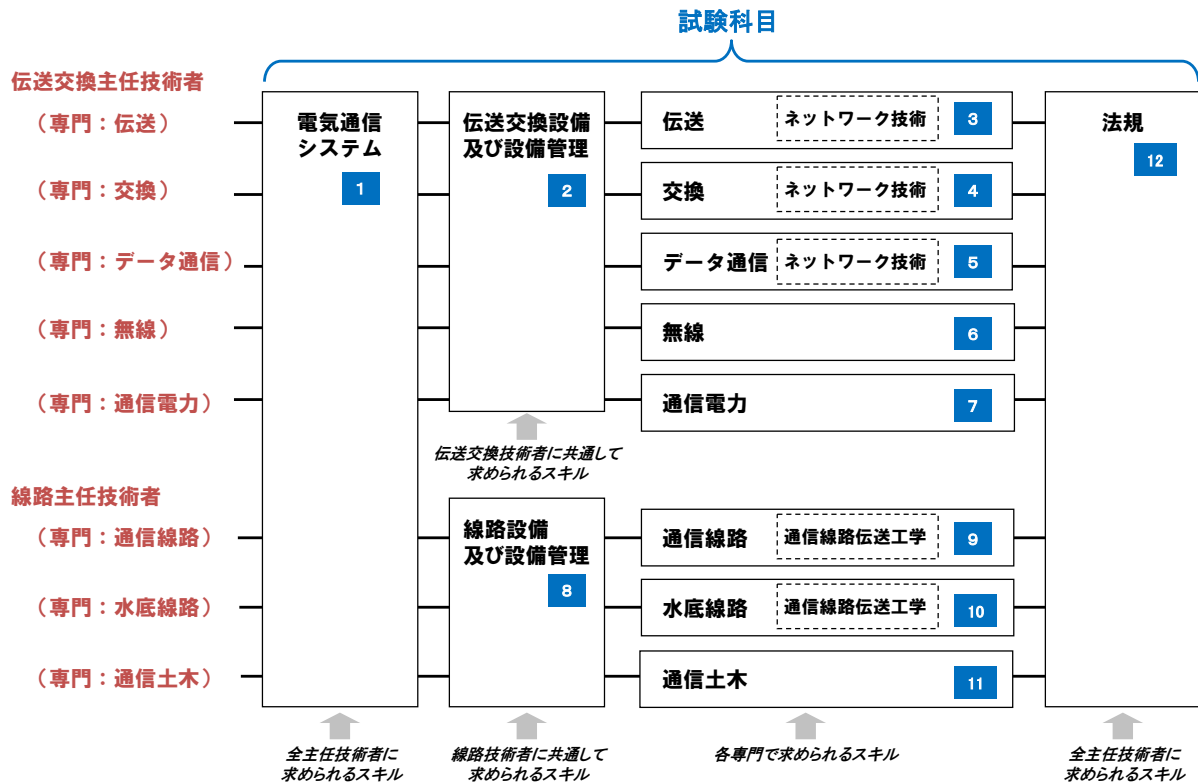 試験科目
伝送交換主任技術者
（専門：伝送）
（専門：交換）
（専門：データ通信）
（専門：無線）
（専門：通信電力）
電気通信
システム
1
伝送交換設備
及び設備管理
2
伝送
ネットワーク技術
3
交換
ネットワーク技術
4
データ通信
ネットワーク技術
5
無線
6
通信電力
7
法規
12
伝送交換技術者に共通して
求められるスキル
線路主任技術者
（専門：通信線路）
（専門：水底線路）
（専門：通信土木）
線路設備
及び設備管理
8
通信線路
通信線路伝送工学
9
水底線路
通信線路伝送工学
10
通信土木
11
全主任技術者に
求められるスキル
線路技術者に共通して
求められるスキル
各専門で求められるスキル
全主任技術者に
求められるスキル